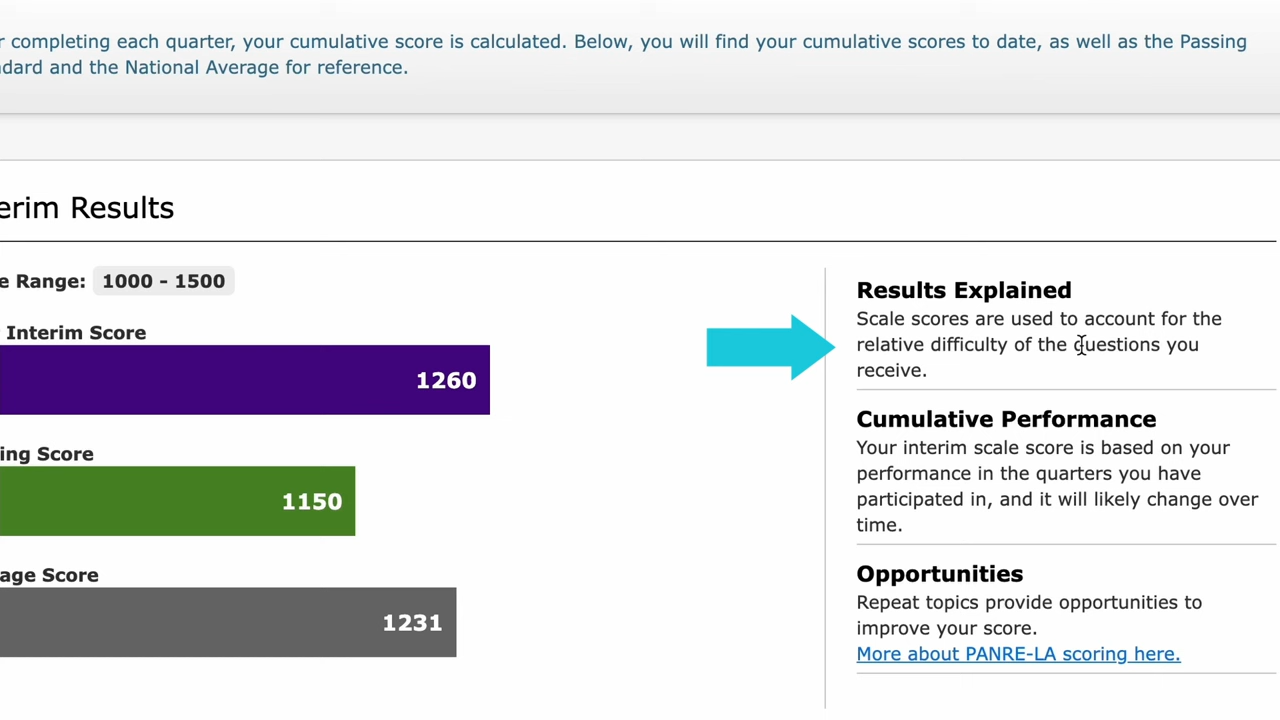 r completing each quarter, your cumulative score is calculated. Below, you will find your cumulative scores to date, as well as the Passing
ndard and the National Average for reference.
erim Results
e Range: 1000 - 1500
Interim Score
1260
ing Score
1150
age Score
1231
Results Explained
Scale scores are used to account for the
relative difficulty of the questions you
receive.
Cumulative Performance
Your interim scale score is based on your
performance in the quarters you have
participated in, and it will likely change over
time.
Opportunities
Repeat topics provide opportunities to
improve your score.
More about PANRE-LA scoring here.